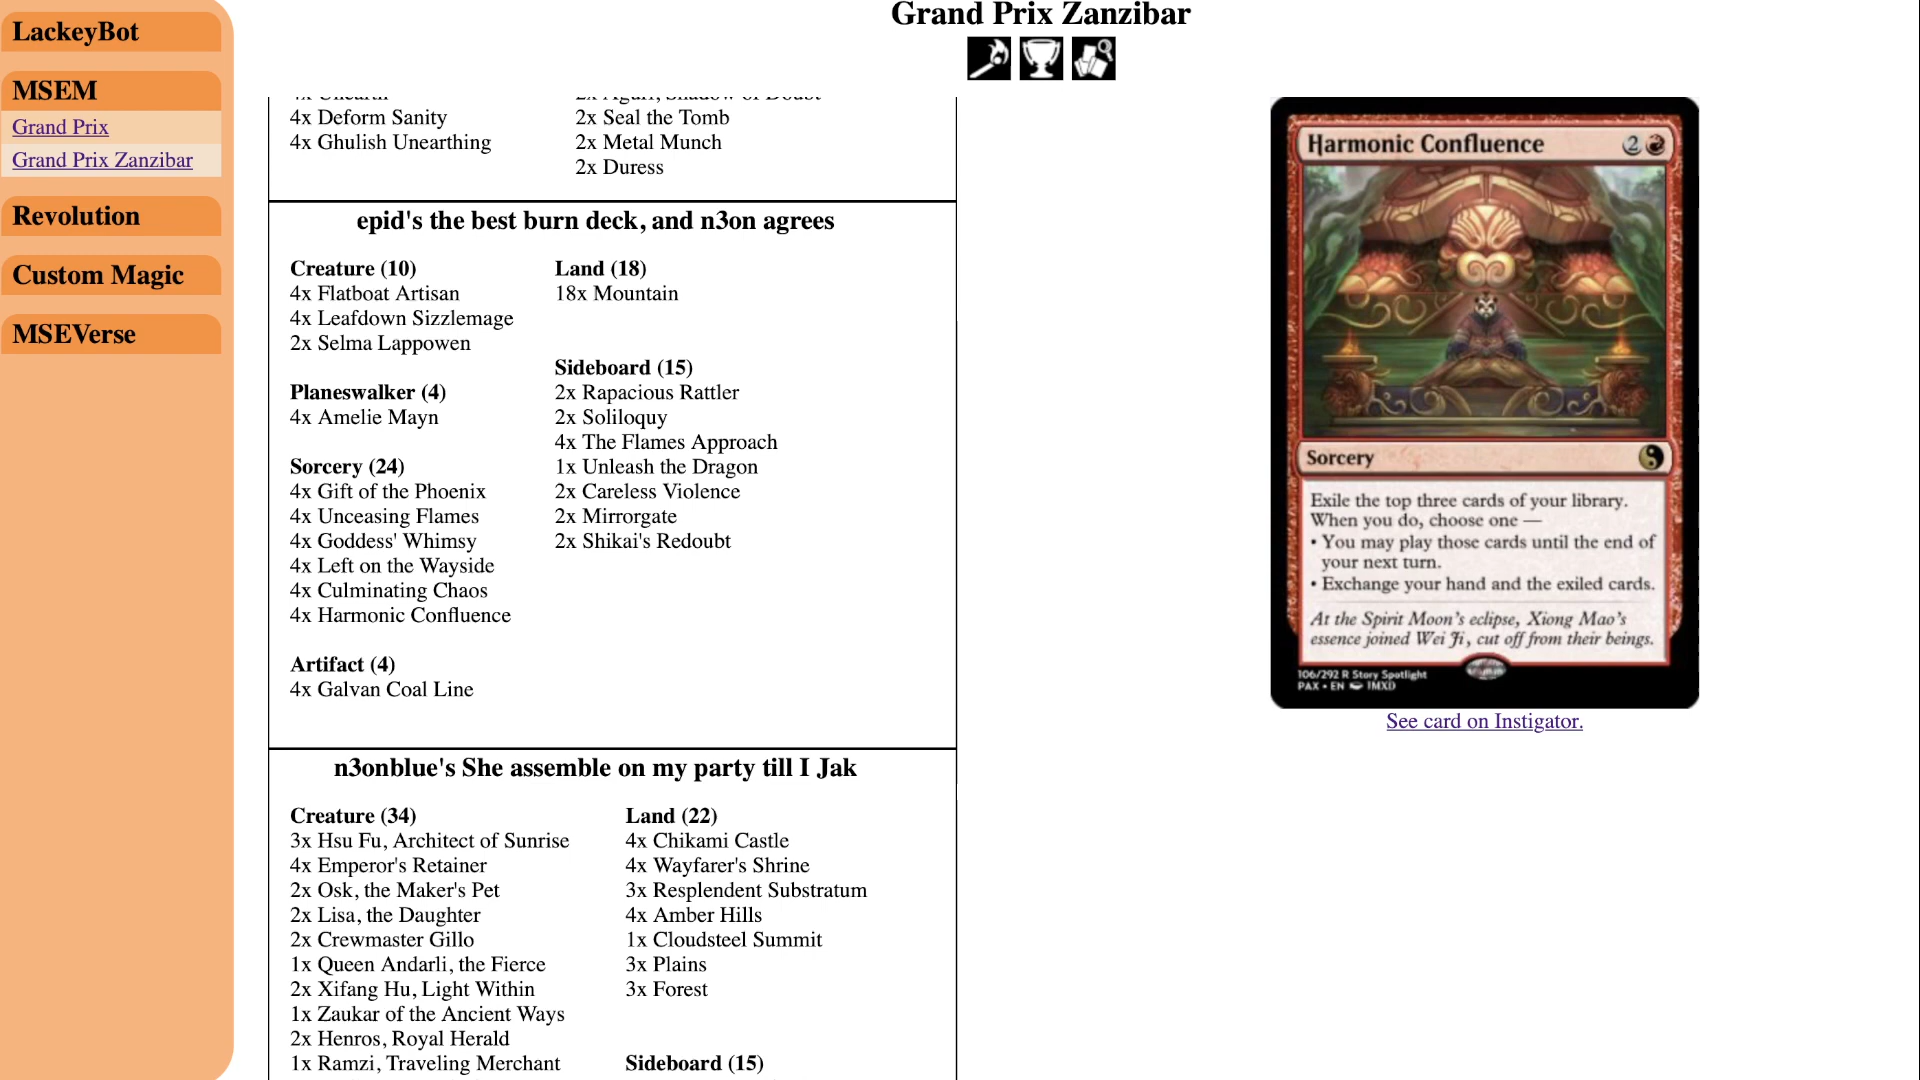 LackeyBot
MSEM
Grand Prix
Grand Prix Zanzibar
Revolution
Custom Magic
MSEVerse
Grand Prix Zanzibar
4x Unearth
4x Deform Sanity
4x Ghulish Unearthing
2x Seal the Tomb
2x Metal Munch
2x Duress
epid's the best burn deck, and n3on agrees
Creature (10)
4x Flatboat Artisan
4x Leafdown Sizzlemage
2x Selma Lappowen
Planeswalker (4)
4x Amelie Mayn
Sorcery (24)
4x Gift of the Phoenix
4x Unceasing Flames
4x Goddess' Whimsy
4x Left on the Wayside
4x Culminating Chaos
4x Harmonic Confluence
Artifact (4)
4x Galvan Coal Line
Land (18)
18x Mountain
Sideboard (15)
2x Rapacious Rattler
2x Soliloquy
4x The Flames Approach
1x Unleash the Dragon
2x Careless Violence
2x Mirrorgate
2x Shikai's Redoubt
n3onblue's She assemble on my party till I Jak
Creature (34)
3x Hsu Fu, Architect of Sunrise
4x Emperor's Retainer
2x Osk, the Maker's Pet
2x Lisa, the Daughter
2x Crewmaster Gillo
1x Queen Andarli, the Fierce
2x Xifang Hu, Light Within
1x Zaukar of the Ancient Ways
2x Henros, Royal Herald
1x Ramzi, Traveling Merchant
Land (22)
4x Chikami Castle
4x Wayfarer's Shrine
3x Resplendent Substratum
4x Amber Hills
1x Cloudsteel Summit
3x Plains
3x Forest
Sideboard (15)
Harmonic Confluence 2
Sorcery
Exile the top three cards of your library.
When you do, choose one —
• You may play those cards until the end of
your next turn.
• Exchange your hand and the exiled cards.
At the Spirit Moon's eclipse, Xiong Mao's
essence joined Wei Ji, cut off from their beings.
106/292 R Story Spotlight
PAX • EN IMXD
See card on Instigator.